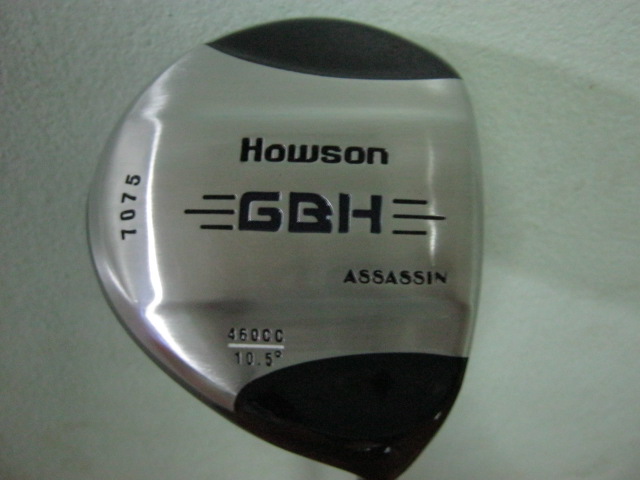 Howson
GBH
ASSASSIN
7075
460CC
10.5°